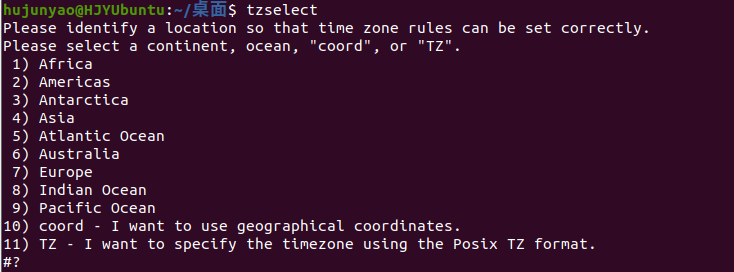 hujunyao@HJYUbuntu:~/桌面$ tzselect
Please identify a location so that time zone rules can be set correctly.
Please select a continent, ocean, "coord", or "TZ".
 1) Africa
 2) Americas
 3) Antarctica
 4) Asia
 5) Atlantic Ocean
 6) Australia
 7) Europe
 8) Indian Ocean
 9) Pacific Ocean
10) coord - I want to use geographical coordinates.
11) TZ - I want to specify the timezone using the Posix TZ format.
#?